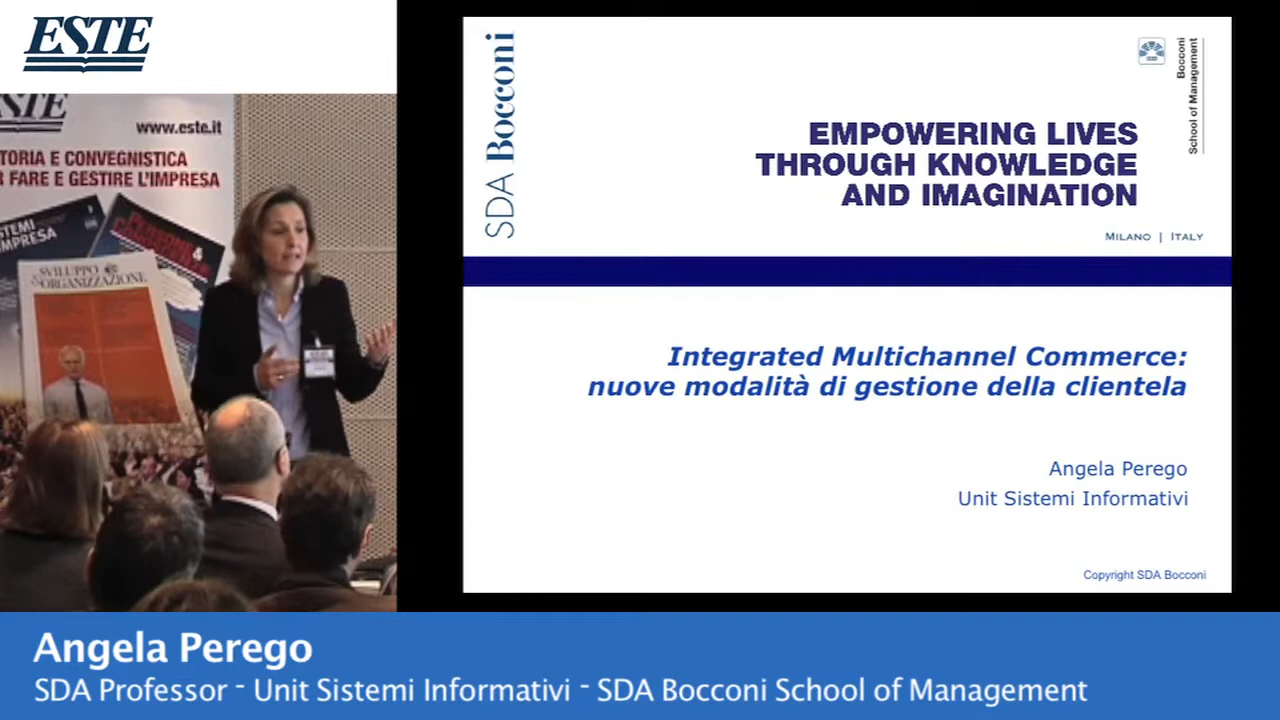 ESTE
ESTE
www.este.it
TORIA E CONVEGNISTICA
R FARE E GESTIRE L'IMPRESA
STEMI
IMPRESA
SVILUPPO
&ORGANIZZAZIONE
SDA Bocconi
Bocconi
School of Management
EMPOWERING LIVES
THROUGH KNOWLEDGE
AND IMAGINATION
MILANO | ITALY
Integrated Multichannel Commerce:
nuove modalità di gestione della clientela
Angela Perego
Unit Sistemi Informativi
Copyright SDA Bocconi
Angela Perego
SDA Professor - Unit Sistemi Informativi - SDA Bocconi School of Management